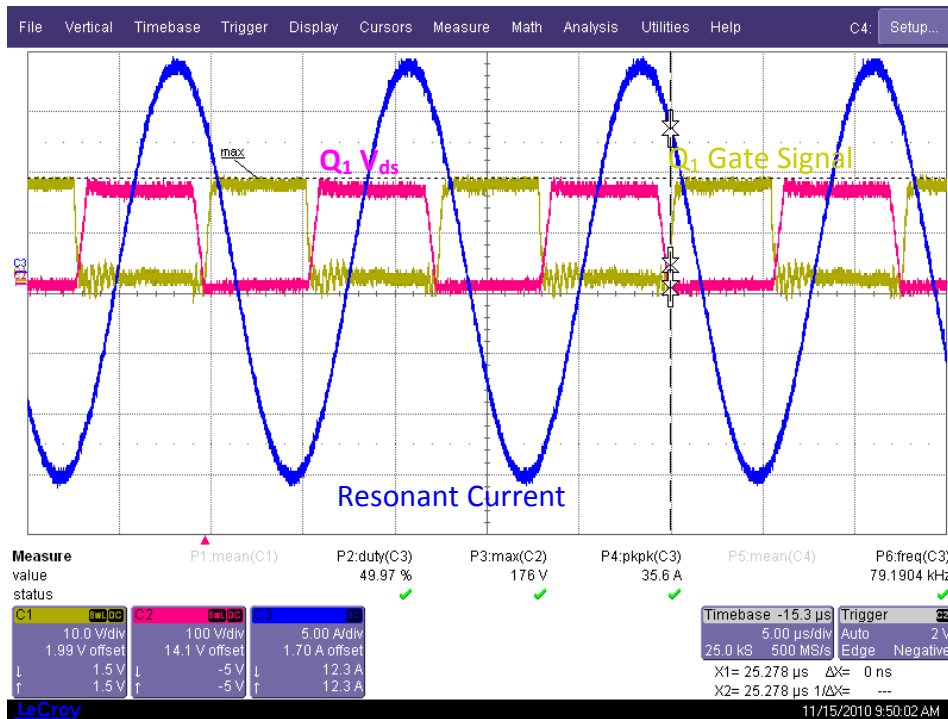 File Vertical Timebase Trigger Display Cursors Measure Math Analysis Utilities Help C4: Setup...
max
Q1 Vds
Q1 Gate Signal
C3
Resonant Current
Measure P1:mean(C1) P2:duty(C3) P3:max(C2) P4:pkpk(C3) P5:mean(C4) P6:freq(C3)
value 49.97 % 176 V 35.6 A 79.1904 kHz
status
C1 BWL DC C2 BWL DC C3 DC Timebase -15.3 µs Trigger C2
10.0 V/div 100 V/div 5.00 A/div 5.00 µs/div Auto 2 V
1.99 V offset 14.1 V offset 1.70 A offset 25.0 kS 500 MS/s Edge Negative
↓ 1.5 V ↓ -5 V ↓ 12.3 A X1= 25.278 µs ΔX= 0 ns
↑ 1.5 V ↑ -5 V ↑ 12.3 A X2= 25.278 µs 1/ΔX= ---
LeCroy 11/15/2010 9:50:02 AM